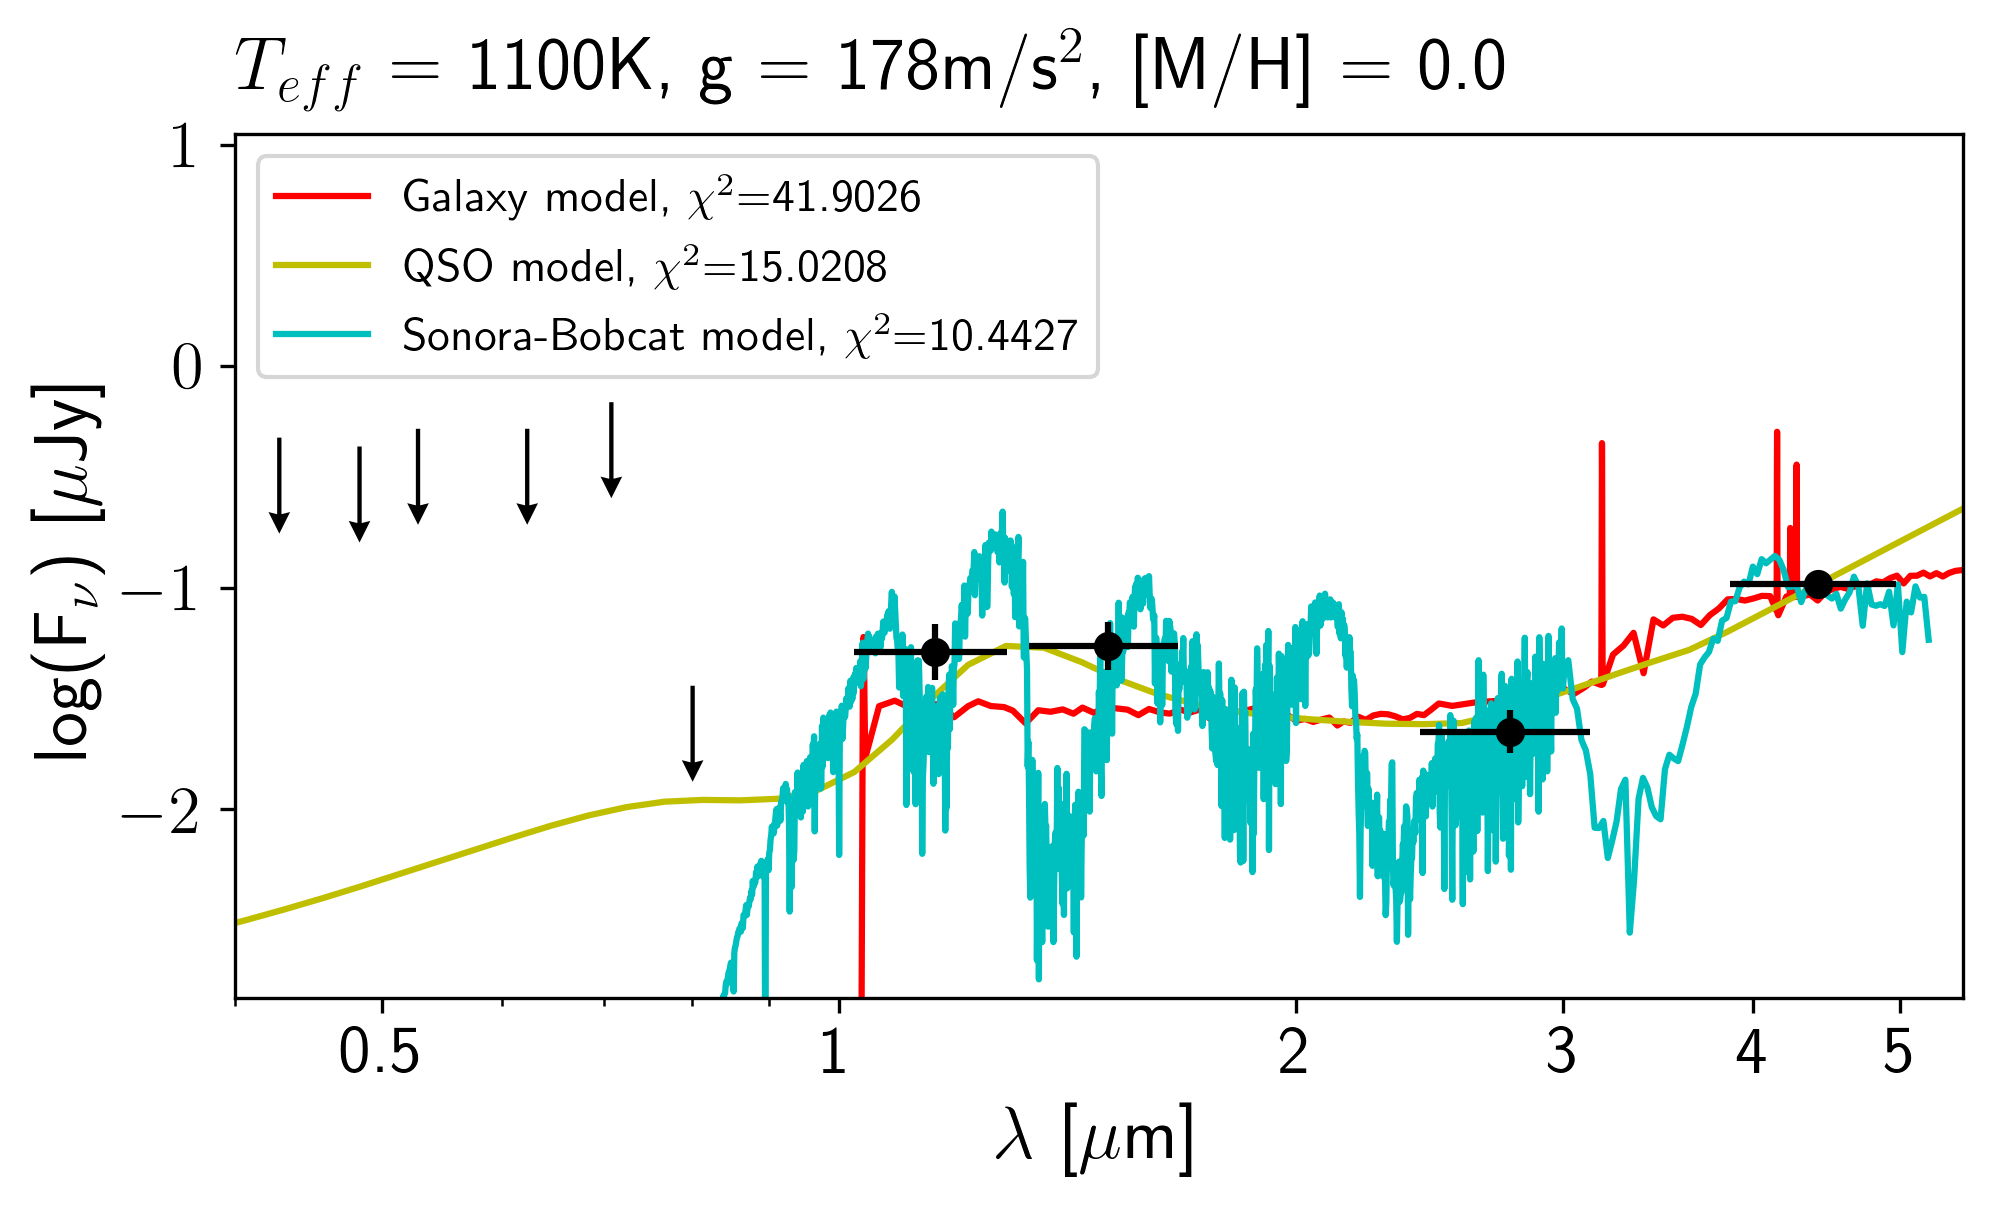 T_eff = 1100K, g = 178m/s², [M/H] = 0.0
Galaxy model, χ²=41.9026
QSO model, χ²=15.0208
Sonora-Bobcat model, χ²=10.4427
1
0
−1
−2
log(F_ν) [μJy]
0.5 1 2 3 4 5
λ [μm]